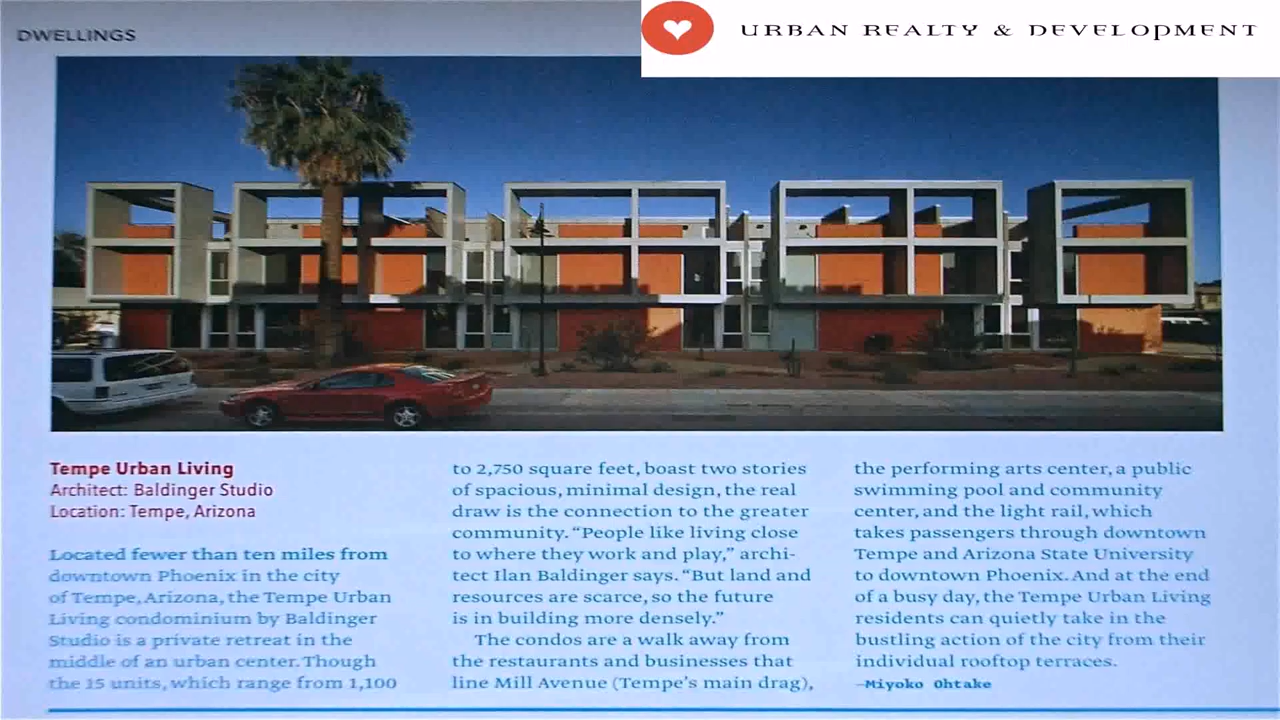 DWELLINGS
URBAN REALTY & DEVELOPMENT
Tempe Urban Living
Architect: Baldinger Studio
Location: Tempe, Arizona
Located fewer than ten miles from
downtown Phoenix in the city
of Tempe, Arizona, the Tempe Urban
Living condominium by Baldinger
Studio is a private retreat in the
middle of an urban center. Though
the 15 units, which range from 1,100
to 2,750 square feet, boast two stories
of spacious, minimal design, the real
draw is the connection to the greater
community. “People like living close
to where they work and play,” archi-
tect Ilan Baldinger says. “But land and
resources are scarce, so the future
is in building more densely.”
The condos are a walk away from
the restaurants and businesses that
line Mill Avenue (Tempe’s main drag),
the performing arts center, a public
swimming pool and community
center, and the light rail, which
takes passengers through downtown
Tempe and Arizona State University
to downtown Phoenix. And at the end
of a busy day, the Tempe Urban Living
residents can quietly take in the
bustling action of the city from their
individual rooftop terraces.
—Miyoko Ohtake